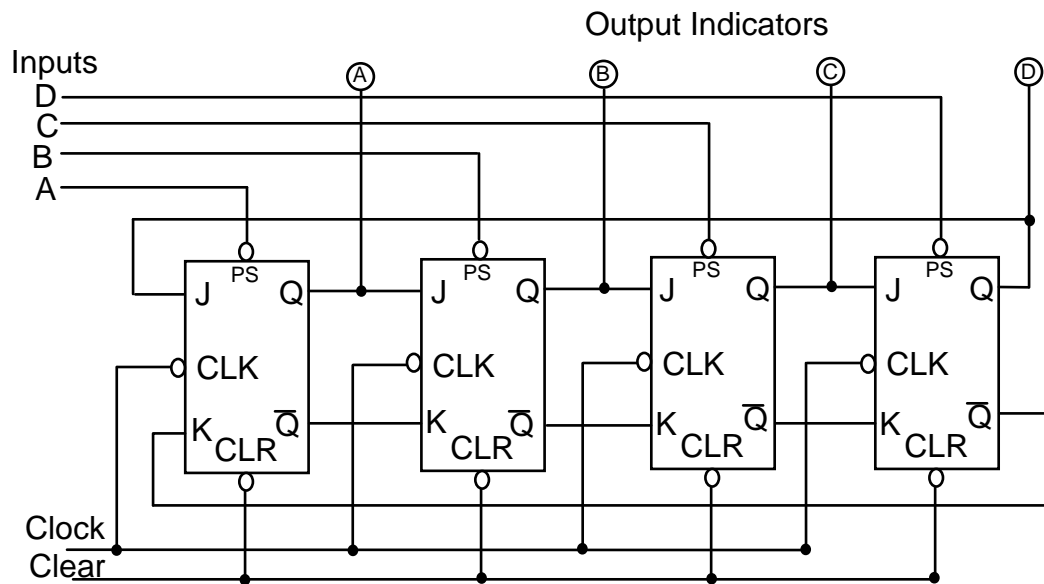 Output Indicators
Inputs
A B C D
D
C
B
A
PS PS PS PS
J Q J Q J Q J Q
CLK CLK CLK CLK
K Q̅ K Q̅ K Q̅ K Q̅
CLR CLR CLR CLR
Clock
Clear